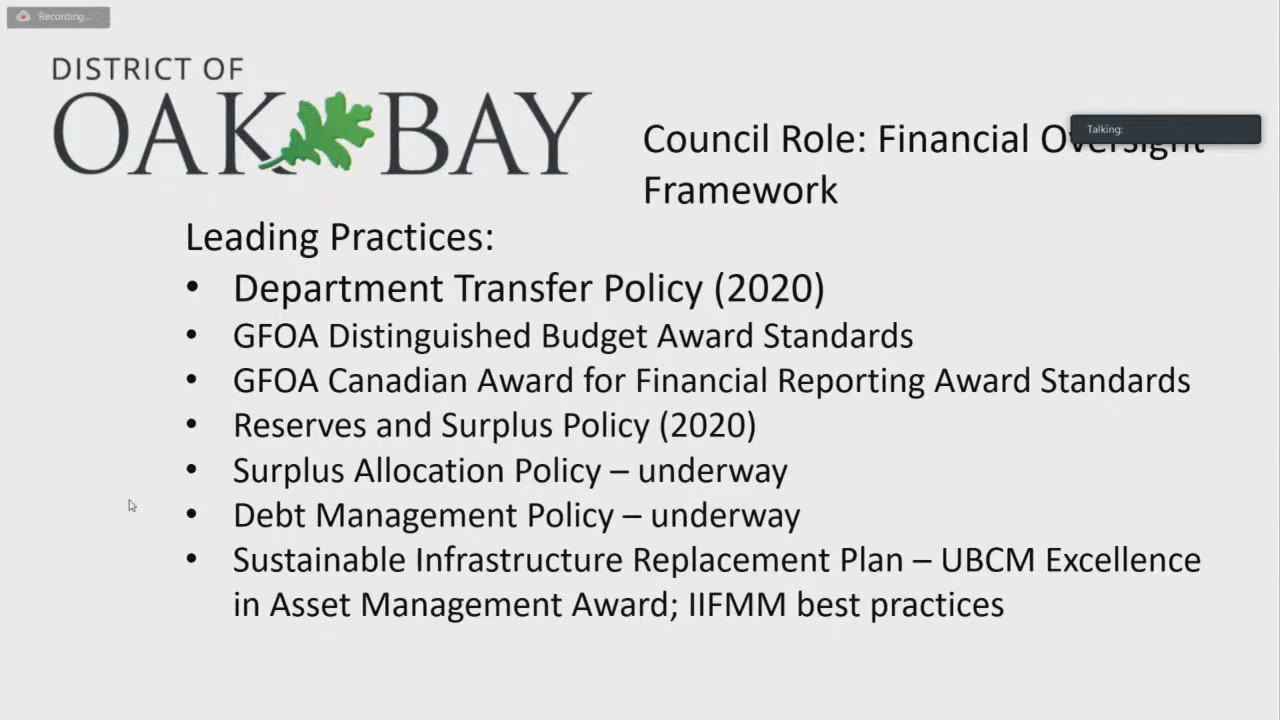 Recording...
DISTRICT OF
OAK BAY
Talking:
Council Role: Financial Oversight
Framework
Leading Practices:
• Department Transfer Policy (2020)
• GFOA Distinguished Budget Award Standards
• GFOA Canadian Award for Financial Reporting Award Standards
• Reserves and Surplus Policy (2020)
• Surplus Allocation Policy – underway
• Debt Management Policy – underway
• Sustainable Infrastructure Replacement Plan – UBCM Excellence
in Asset Management Award; IIFMM best practices